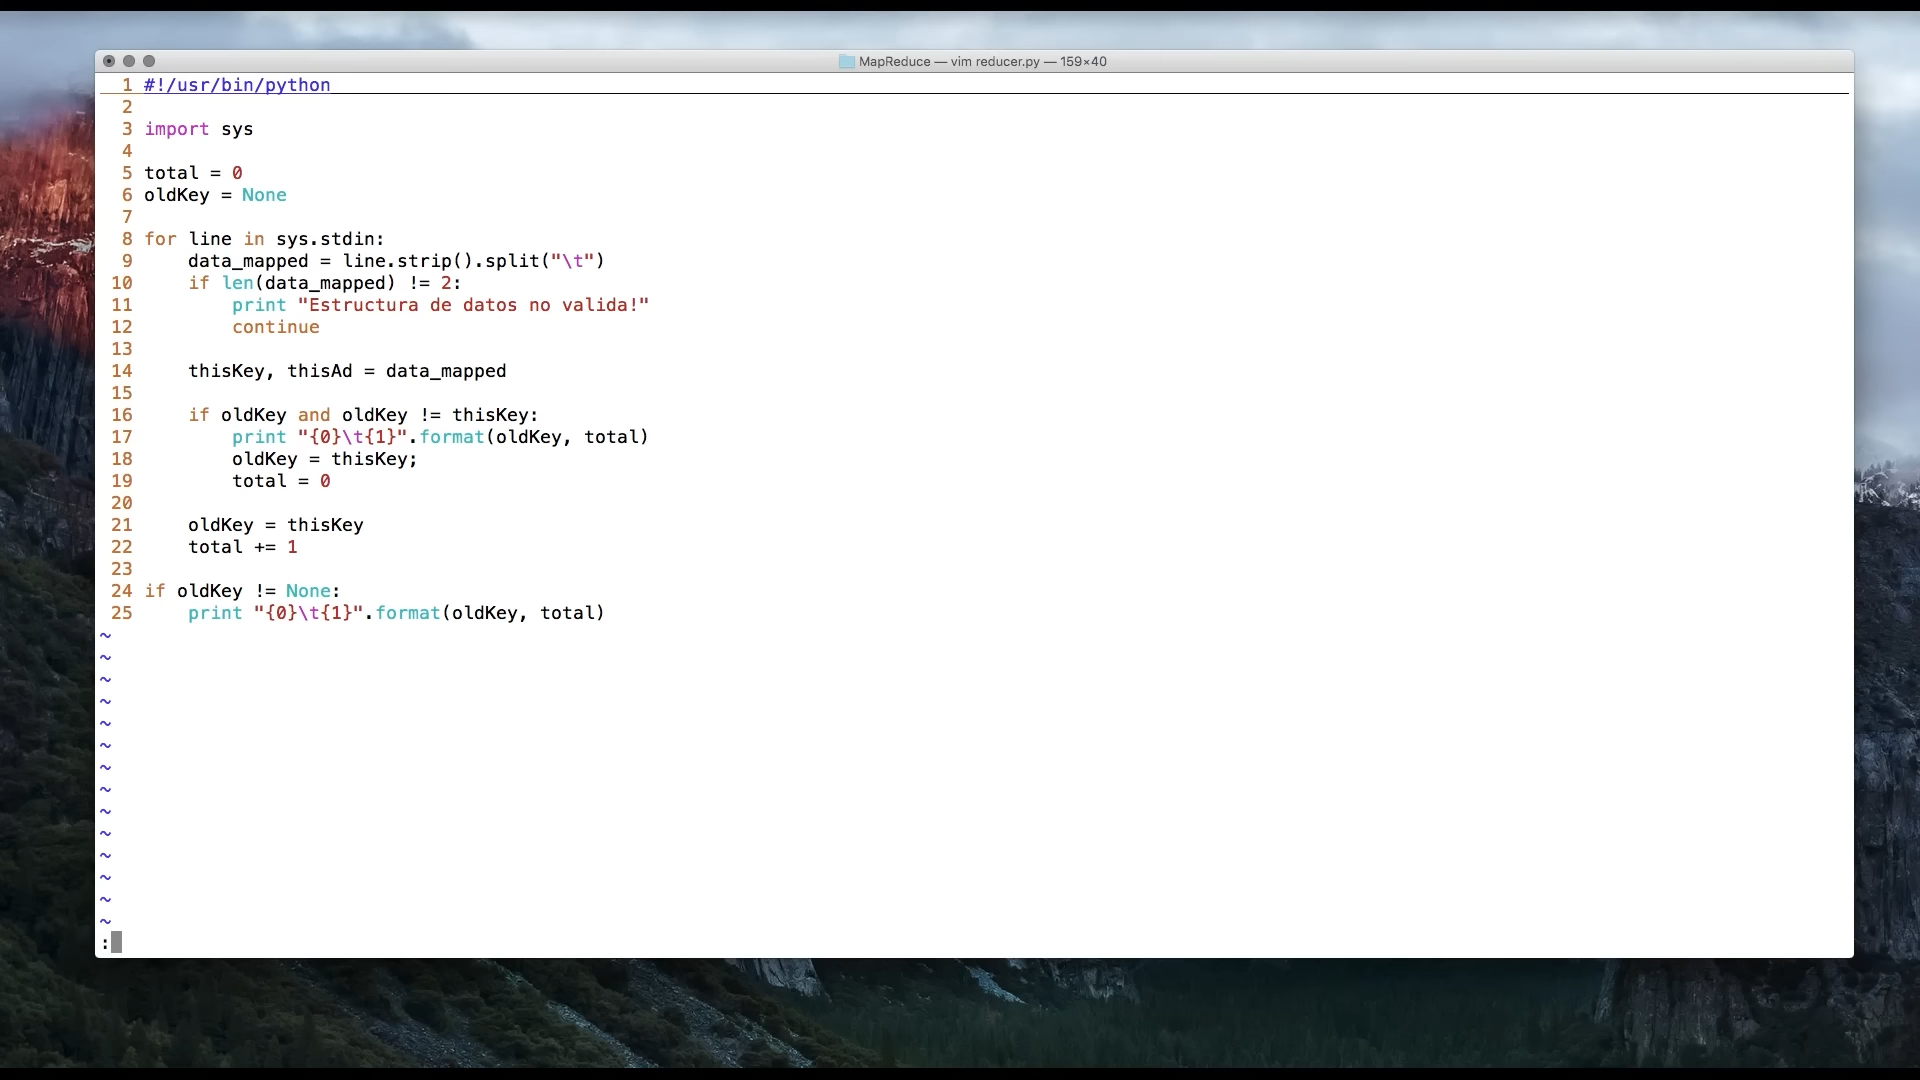 MapReduce — vim reducer.py — 159×40
1 #!/usr/bin/python
2
3 import sys
4
5 total = 0
6 oldKey = None
7
8 for line in sys.stdin:
9     data_mapped = line.strip().split("\t")
10     if len(data_mapped) != 2:
11         print "Estructura de datos no valida!"
12         continue
13
14     thisKey, thisAd = data_mapped
15
16     if oldKey and oldKey != thisKey:
17         print "{0}\t{1}".format(oldKey, total)
18         oldKey = thisKey;
19         total = 0
20
21     oldKey = thisKey
22     total += 1
23
24 if oldKey != None:
25     print "{0}\t{1}".format(oldKey, total)
~
~
~
~
~
~
~
~
~
~
~
~
~
~
: